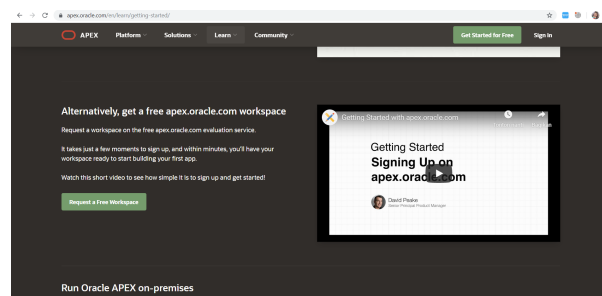 apex.oracle.com/en/learn/getting-started/
APEX Platform Solutions Learn Community Get Started for Free Sign In
Alternatively, get a free apex.oracle.com workspace
Request a workspace on the free apex.oracle.com evaluation service.
It takes just a few moments to sign up, and within minutes, you'll have your
workspace ready to start building your first app.
Watch this short video to see how simple it is to sign up and get started!
Request a Free Workspace
Getting Started with apex.oracle.com
Getting Started
Signing Up on
apex.oracle.com
David Peake
Senior Principal Product Manager
Run Oracle APEX on-premises